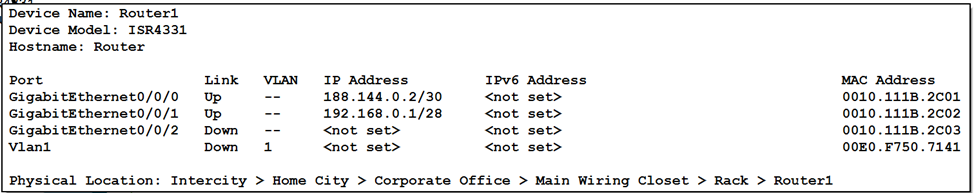 Device Name: Router1
Device Model: ISR4331
Hostname: Router
Port Link VLAN IP Address IPv6 Address MAC Address
GigabitEthernet0/0/0 Up -- 188.144.0.2/30 <not set> 0010.111B.2C01
GigabitEthernet0/0/1 Up -- 192.168.0.1/28 <not set> 0010.111B.2C02
GigabitEthernet0/0/2 Down -- <not set> <not set> 0010.111B.2C03
Vlan1 Down 1 <not set> <not set> 00E0.F750.7141
Physical Location: Intercity > Home City > Corporate Office > Main Wiring Closet > Rack > Router1